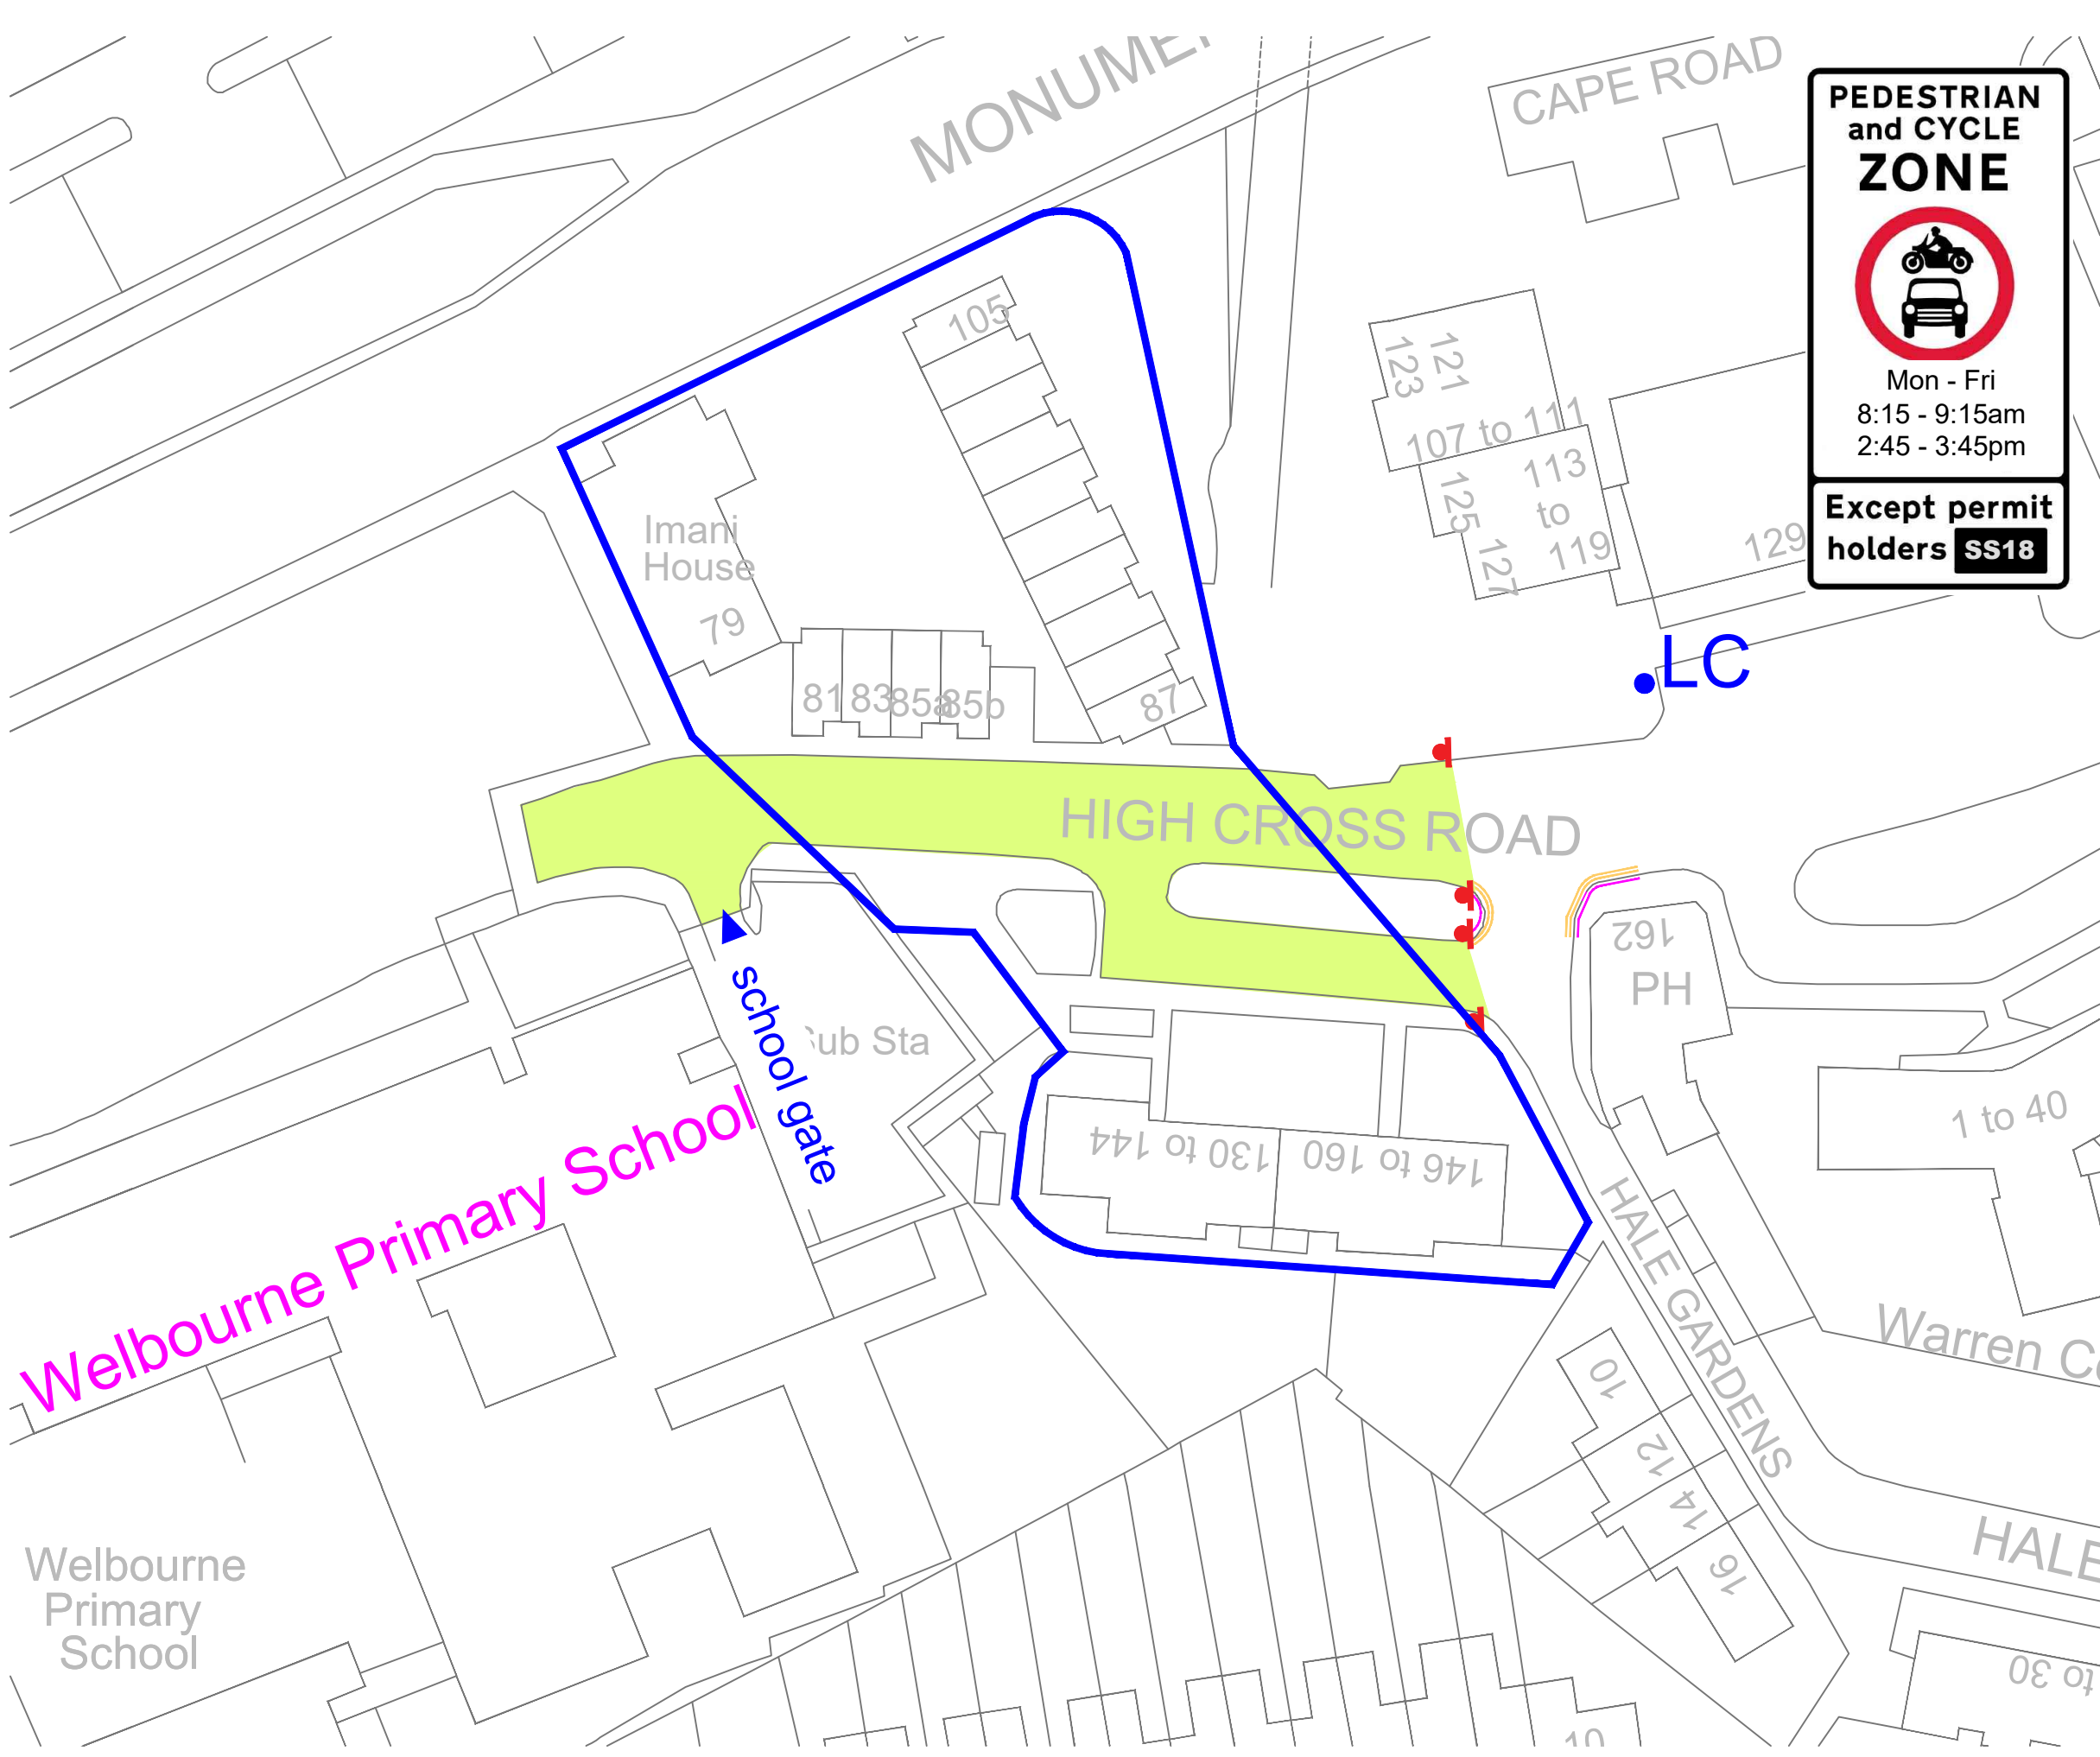 MONUME
CAPE ROAD
PEDESTRIAN
and CYCLE
ZONE
Mon - Fri
8:15 - 9:15am
2:45 - 3:45pm
Except permit
holders SS18
105
121
123
107 to 111
113
to
119
125
127
129
Imani
House
79
81
83
85a
85b
87
LC
HIGH CROSS ROAD
162
PH
school gate
Sub Sta
Welbourne Primary School
130 to 144
146 to 160
1 to 40
HALE GARDENS
Warren Co
10
12
14
16
HALE
Welbourne
Primary
School
to 30
10